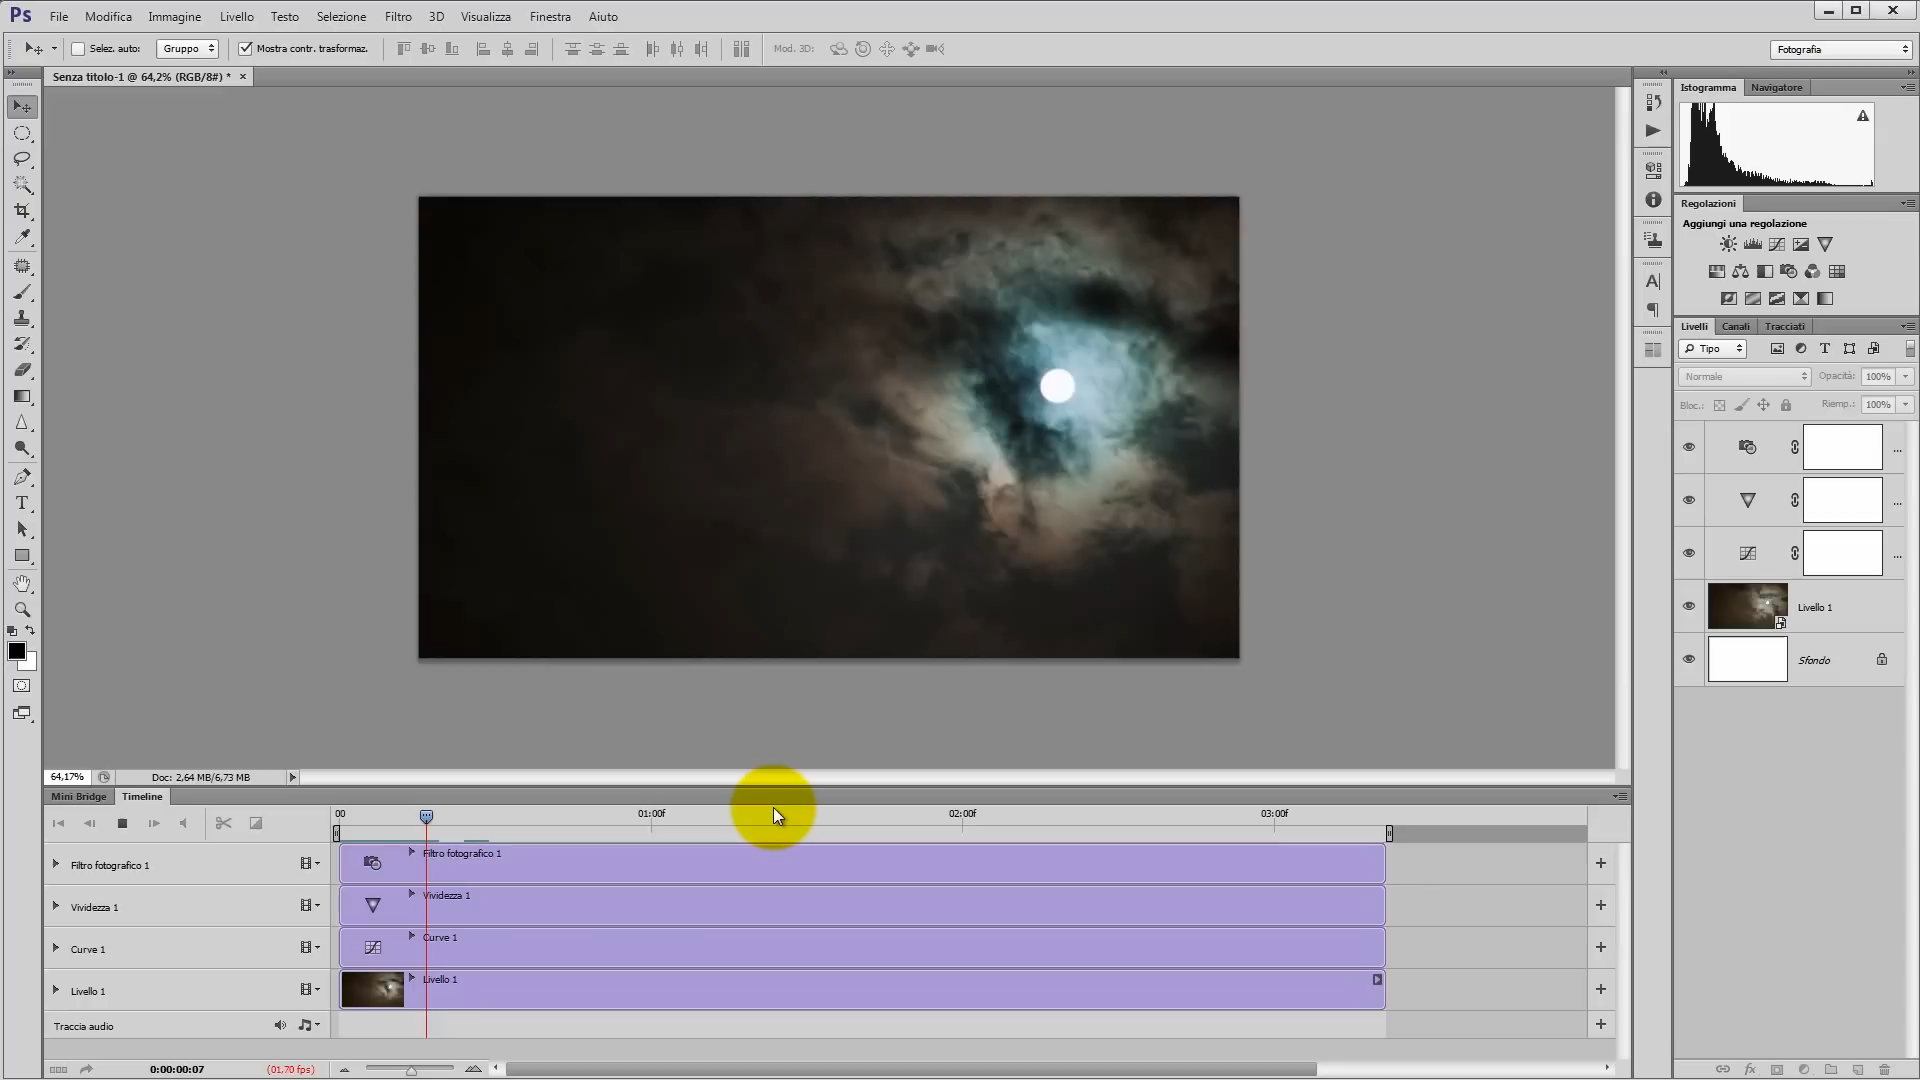 Ps File Modifica Immagine Livello Testo Selezione Filtro 3D Visualizza Finestra Aiuto
Selez. auto: Gruppo Mostra contr. trasformaz. Mod. 3D: Fotografia
Senza titolo-1 @ 64,2% (RGB/8#) * ×
Istogramma Navigatore
Regolazioni
Aggiungi una regolazione
Livelli Canali Tracciati
Tipo
Normale Opacità: 100%
Bloc.: Riemp.: 100%
...
...
...
Livello 1
Sfondo
64,17% Doc: 2,64 MB/6,73 MB
Mini Bridge Timeline
00 01:00f 02:00f 03:00f
Filtro fotografico 1 Filtro fotografico 1
Vividezza 1 Vividezza 1
Curve 1 Curve 1
Livello 1 Livello 1
Traccia audio
0:00:00:07 (01,70 fps)